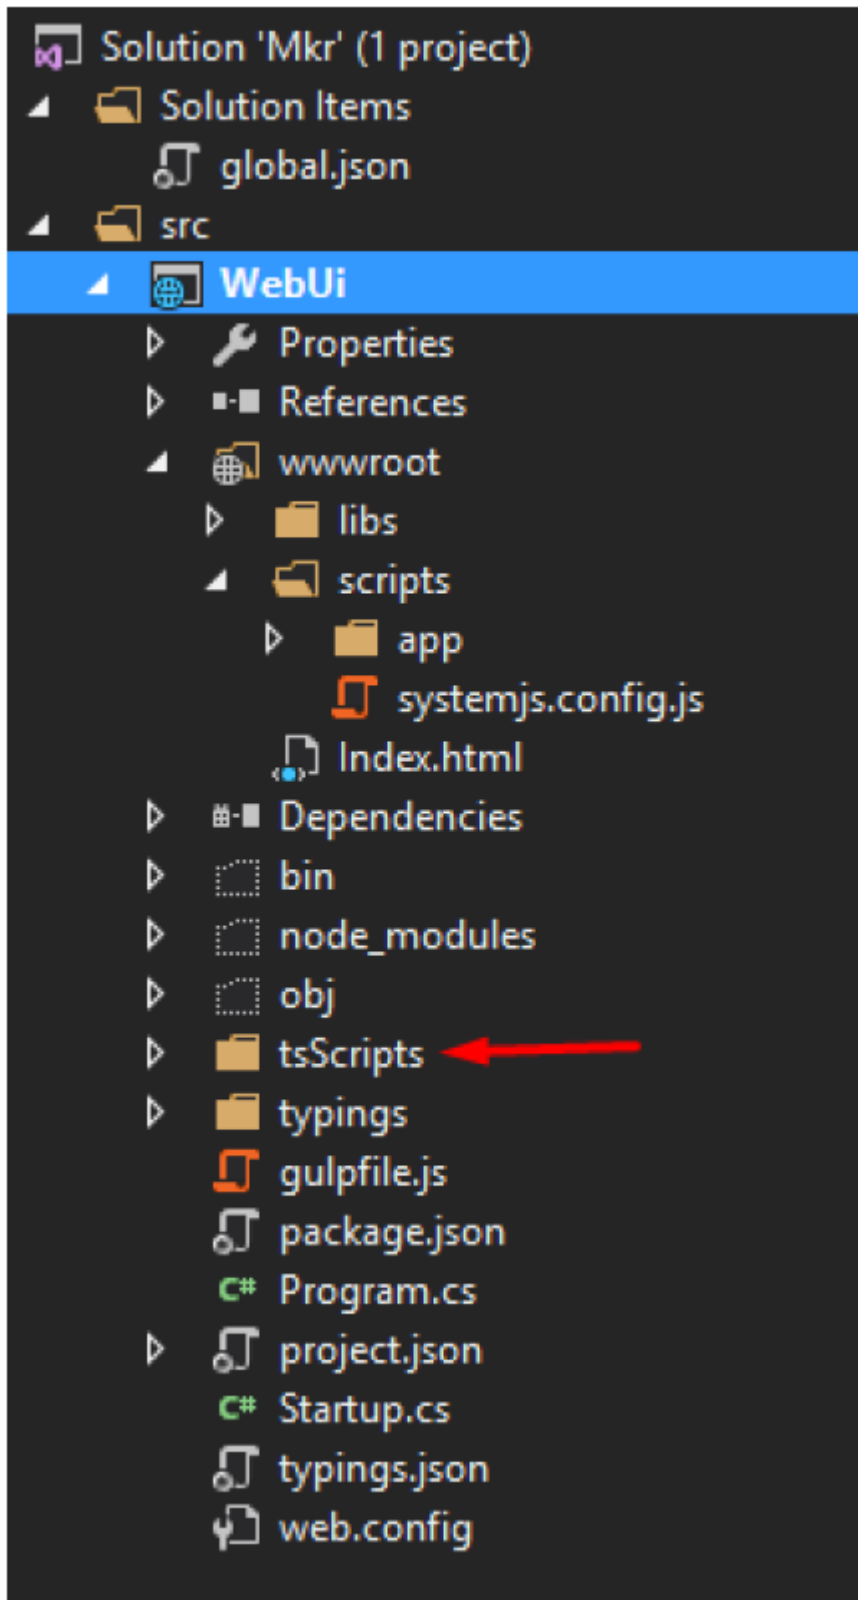 Solution 'Mkr' (1 project)
Solution Items
global.json
src
WebUi
Properties
References
wwwroot
libs
scripts
app
systemjs.config.js
Index.html
Dependencies
bin
node_modules
obj
tsScripts
typings
gulpfile.js
package.json
C# Program.cs
project.json
C# Startup.cs
typings.json
web.config